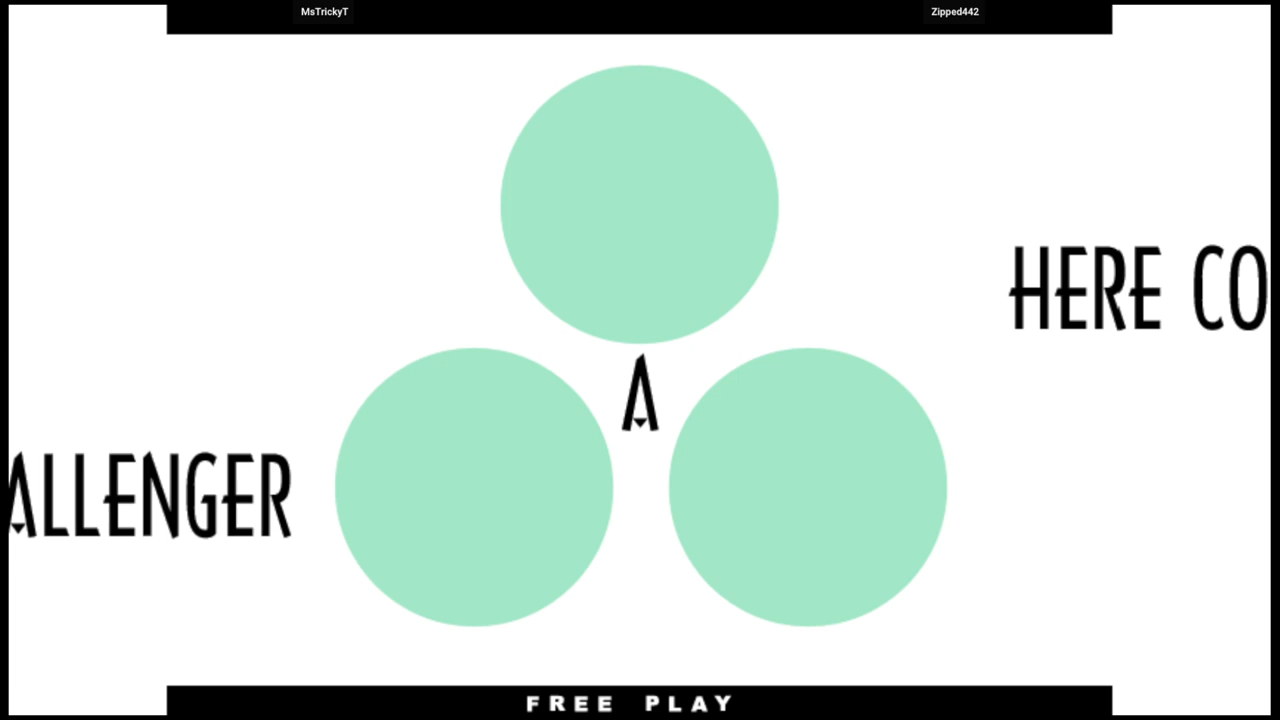 MsTrickyT
Zipped442
HERE CO
A
ALLENGER
FREE PLAY